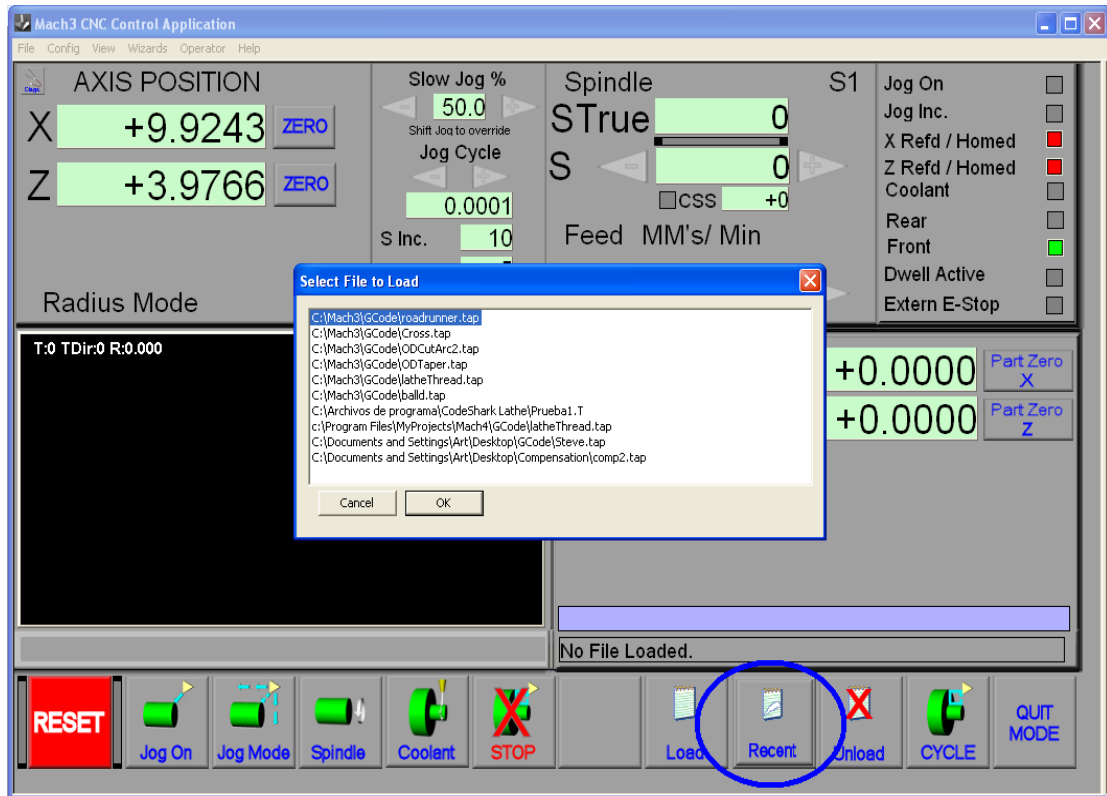 Mach3 CNC Control Application
File Config View Wizards Operator Help
AXIS POSITION
X +9.9243 ZERO
Z +3.9766 ZERO
Radius Mode
Slow Jog %
50.0
Shift Jog to override
Jog Cycle
0.0001
S Inc. 10
Spindle S1
STrue 0
S 0
CSS +0
Feed MM's/ Min
Jog On
Jog Inc.
X Refd / Homed
Z Refd / Homed
Coolant
Rear
Front
Dwell Active
Extern E-Stop
T:0 TDir:0 R:0.000
Select File to Load
C:\Mach3\GCode\roadrunner.tap
C:\Mach3\GCode\Cross.tap
C:\Mach3\GCode\ODCutArc2.tap
C:\Mach3\GCode\ODTaper.tap
C:\Mach3\GCode\latheThread.tap
C:\Mach3\GCode\balld.tap
C:\Archivos de programa\CodeShark Lathe\Prueba1.T
c:\Program Files\MyProjects\Mach4\GCode\latheThread.tap
C:\Documents and Settings\Art\Desktop\GCode\Steve.tap
C:\Documents and Settings\Art\Desktop\Compensation\comp2.tap
Cancel OK
+0.0000 Part Zero X
+0.0000 Part Zero Z
No File Loaded.
RESET
Jog On
Jog Mode
Spindle
Coolant
STOP
Load
Recent
Unload
CYCLE
QUIT MODE